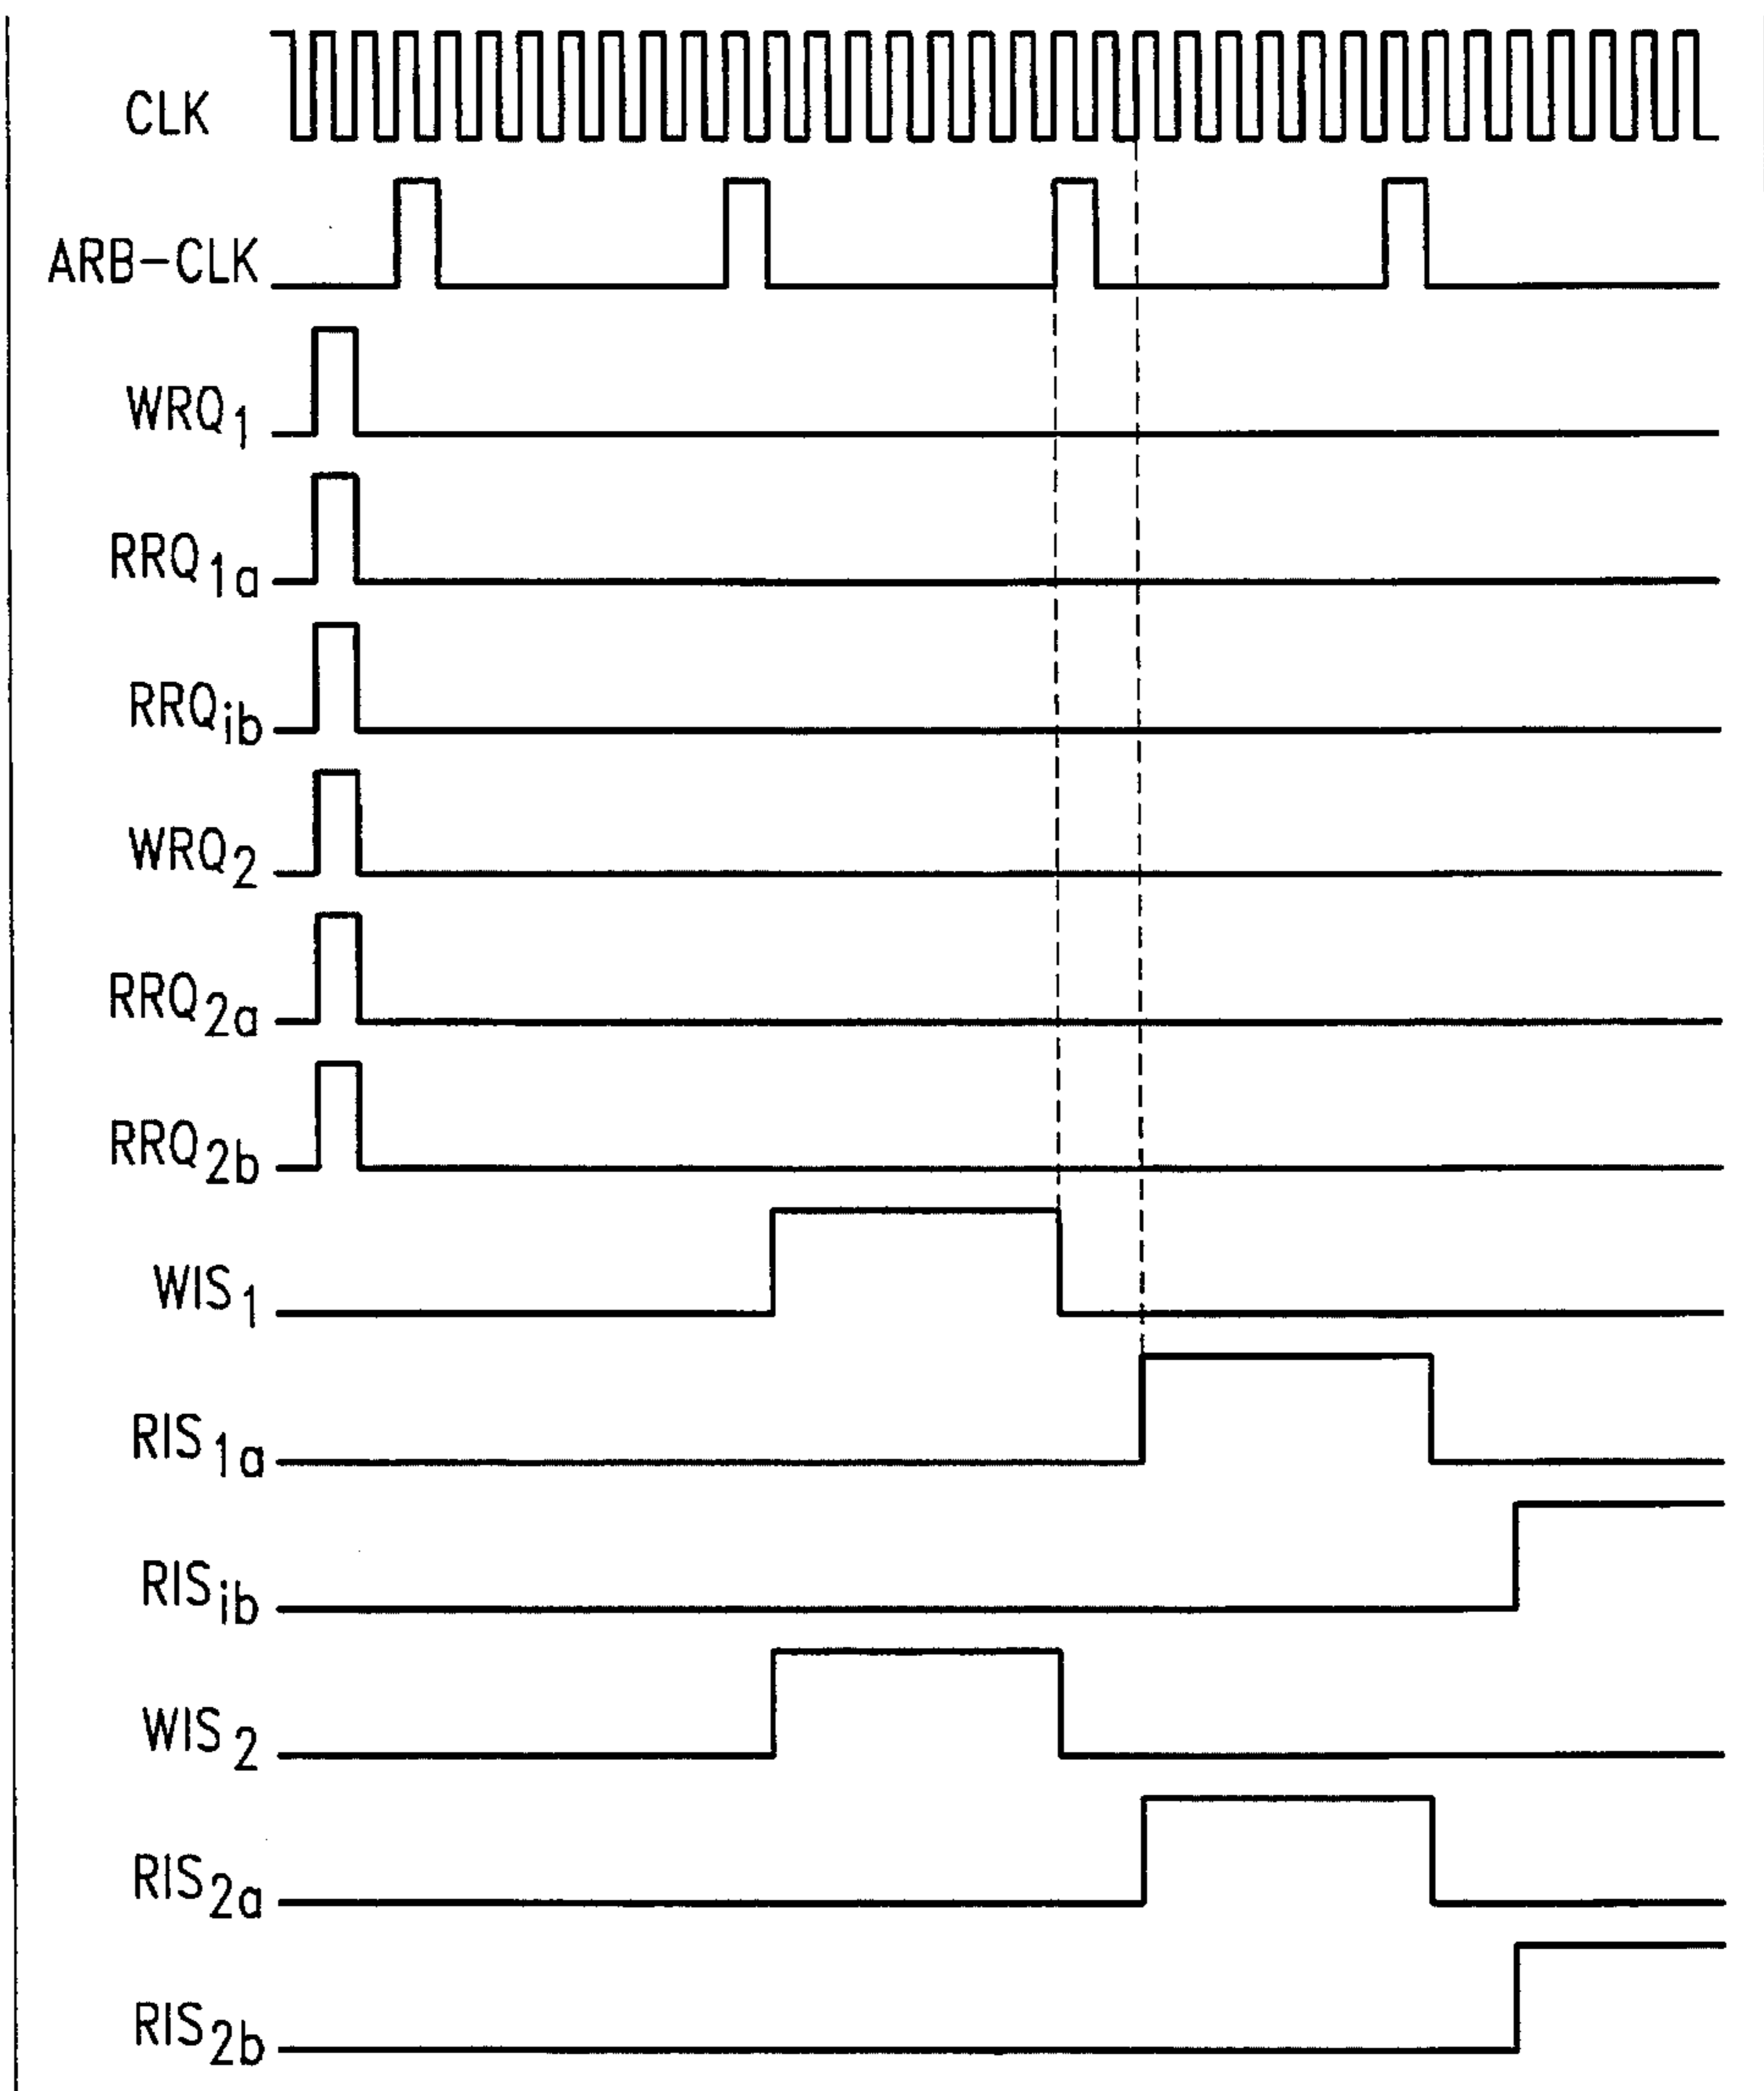 CLK
ARB-CLK
WRQ1
RRQ1a
RRQib
WRQ2
RRQ2a
RRQ2b
WIS1
RIS1a
RISib
WIS2
RIS2a
RIS2b